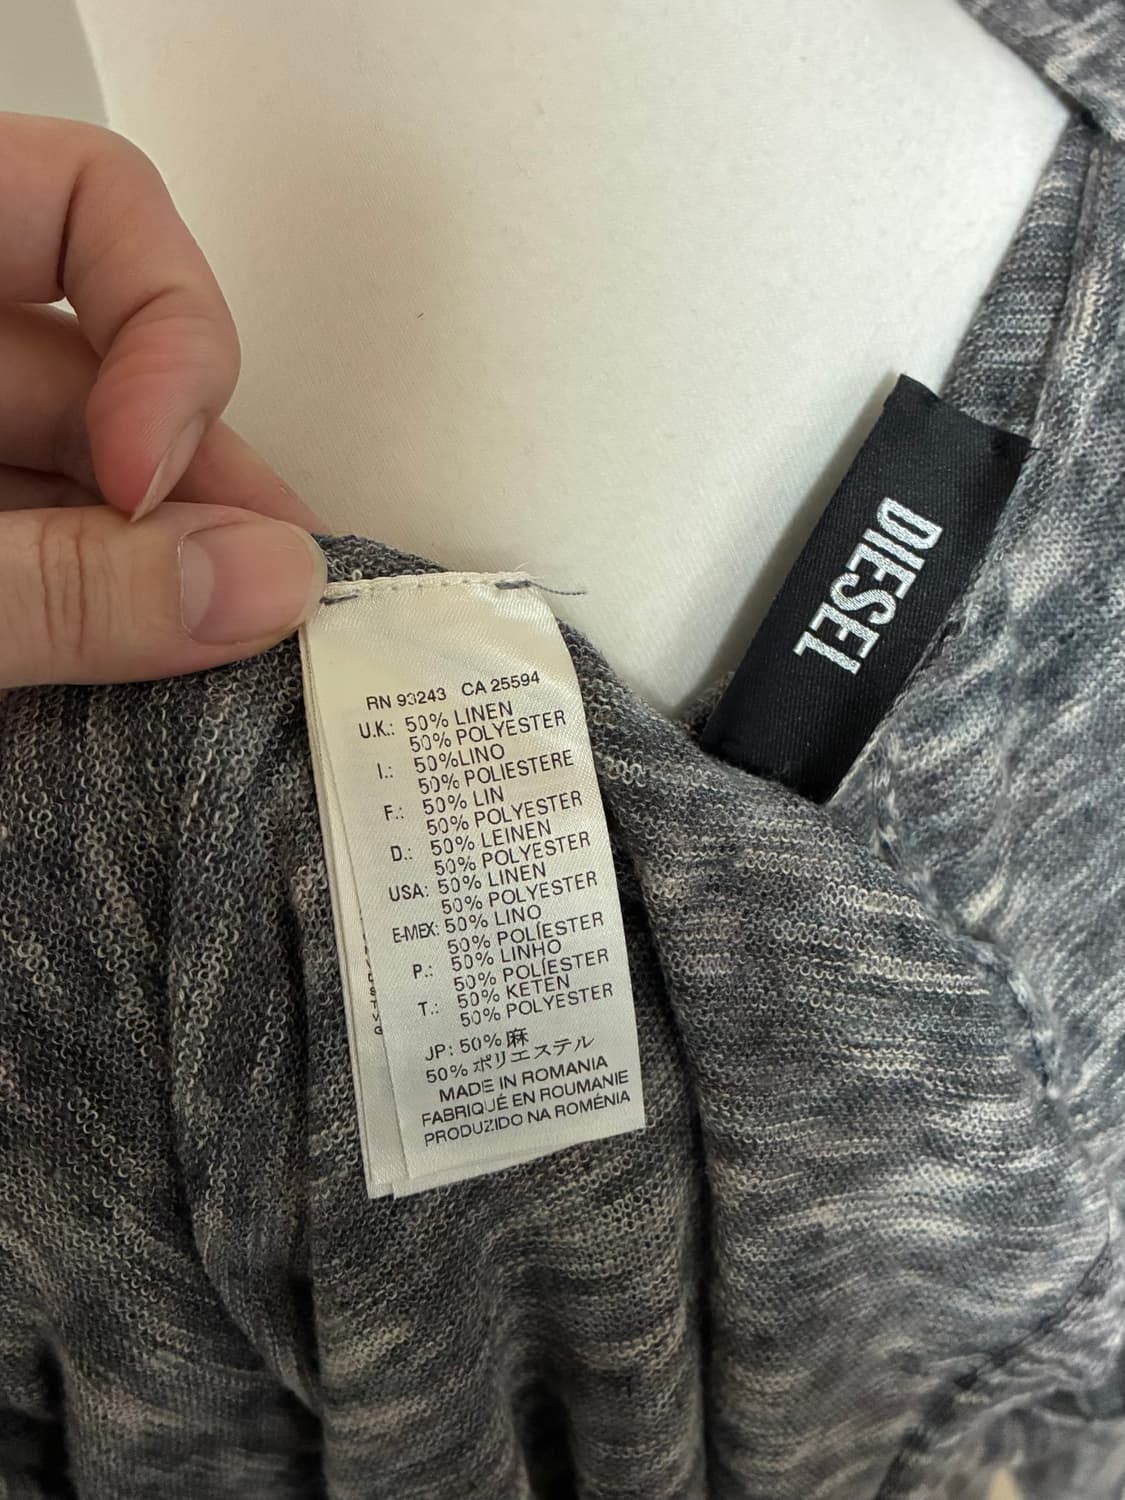 DIESEL
RN 93243 CA 25594
U.K.: 50% LINEN
50% POLYESTER
I.: 50%LINO
50% POLIESTERE
F.: 50% LIN
50% POLYESTER
D.: 50% LEINEN
50% POLYESTER
USA: 50% LINEN
50% POLYESTER
E-MEX: 50% LINO
50% POLÍESTER
P.: 50% LINHO
50% POLÍESTER
T.: 50% KETEN
50% POLYESTER
JP: 50% 麻
50% ポリエステル
MADE IN ROMANIA
FABRIQUÉ EN ROUMANIE
PRODUZIDO NA ROMÉNIA